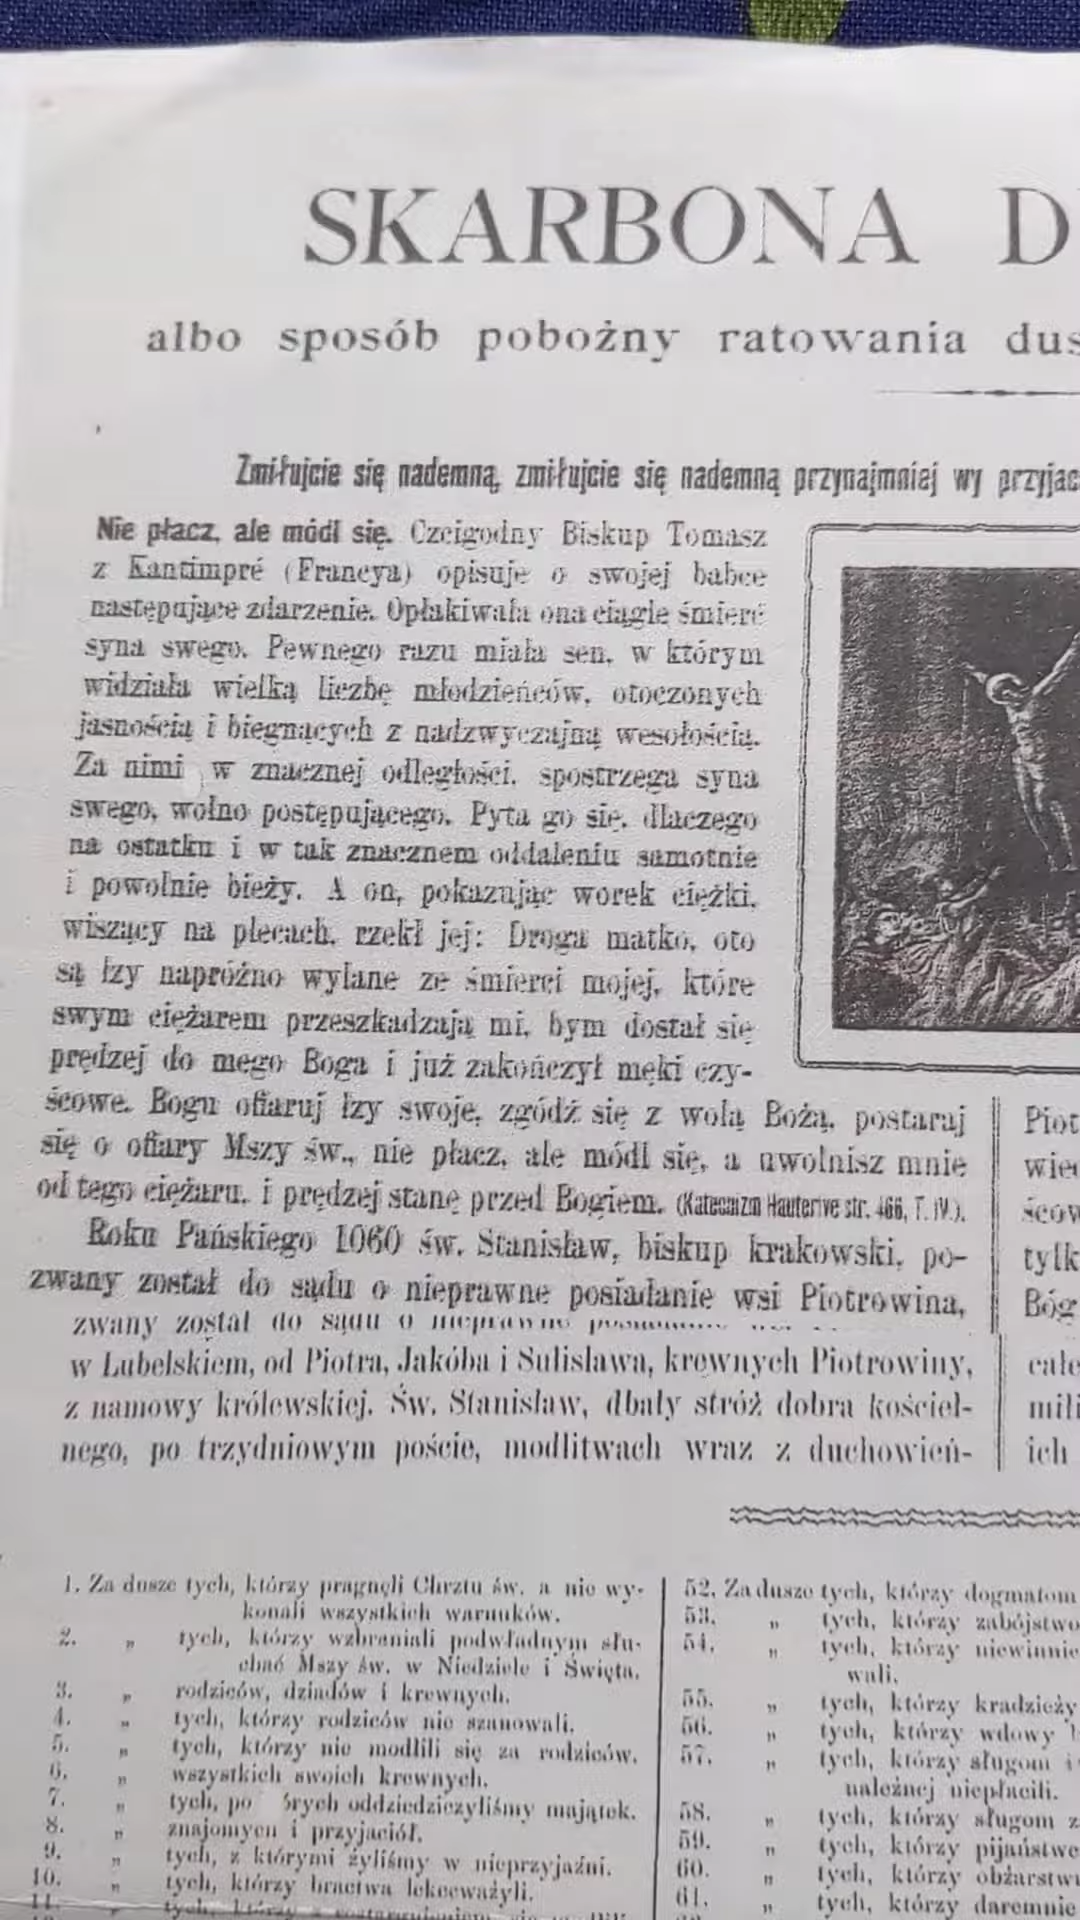 SKARBONA D
albo sposób pobożny ratowania dus
Zmiłujcie się nademną, zmiłujcie się nademną przynajmniej wy przyjac
Nie płacz, ale módl się. Czcigodny Biskup Tomasz
z Kantimpré (Francya) opisuje o swojej babce
następujące zdarzenie. Opłakiwała ona ciągle śmierć
syna swego. Pewnego razu miała sen, w którym
widziała wielką liczbę młodzieńców, otoczonych
jasnością i biegnących z nadzwyczajną wesołością.
Za nimi w znacznej odległości, spostrzega syna
swego, wolno postępującego. Pyta go się, dlaczego
na ostatku i w tak znacznem oddaleniu samotnie
i powolnie bieży. A on, pokazując worek ciężki,
wiszący na plecach, rzekł jej: Droga matko, oto
są łzy napróżno wylane ze śmierci mojej, które
swym ciężarem przeszkadzają mi, bym dostał się
prędzej do mego Boga i już zakończył męki czy-
ścowe. Bogu ofiaruj łzy swoje, zgódź się z wolą Bożą, postaraj
się o ofiary Mszy św., nie płacz, ale módl się, a uwolnisz mnie
od tego ciężaru, i prędzej stanę przed Bogiem. (Katechizm Hauterive str. 466, T. IV.).
Roku Pańskiego 1060 św. Stanisław, biskup krakowski, po-
zwany został do sądu o nieprawne posiadanie wsi Piotrowina,
zwany został do sądu o nieprawne
w Lubelskiem, od Piotra, Jakóba i Sulisława, krewnych Piotrowiny,
z namowy królewskiej. Św. Stanisław, dbały stróż dobra kościel-
nego, po trzydniowym poście, modlitwach wraz z duchowień-
Piot
wied
ścow
tylk
Bóg
całe
miłi
ich
1. Za dusze tych, którzy pragnęli Chrztu św. a nie wy-
konali wszystkich warunków.
2. „ tych, którzy wzbraniali podwładnym słu-
chać Mszy św. w Niedziele i Święta.
3. „ rodziców, dziadów i krewnych.
4. „ tych, którzy rodziców nie szanowali.
5. „ tych, którzy nie modlili się za rodziców.
6. „ wszystkich swoich krewnych.
7. „ tych, po órych oddziedziczyliśmy majątek.
8. „ znajomych i przyjaciół.
9. „ tych, z którymi żyliśmy w nieprzyjaźni.
10. „ tych, którzy bractwa lekceważyli.
11. „ tych, którzy z
52. Za dusze tych, którzy dogmatom
53. „ tych, którzy zabójstwo
54. „ tych, którzy niewinnie
wali.
55. „ tych, którzy kradzieży
56. „ tych, którzy wdowy
57. „ tych, którzy sługom i
należnej niepłacili.
58. „ tych, którzy sługom z
59. „ tych, którzy pijaństwe
60. „ tych, którzy obżarstwu
61. „ tych, którzy daremnie